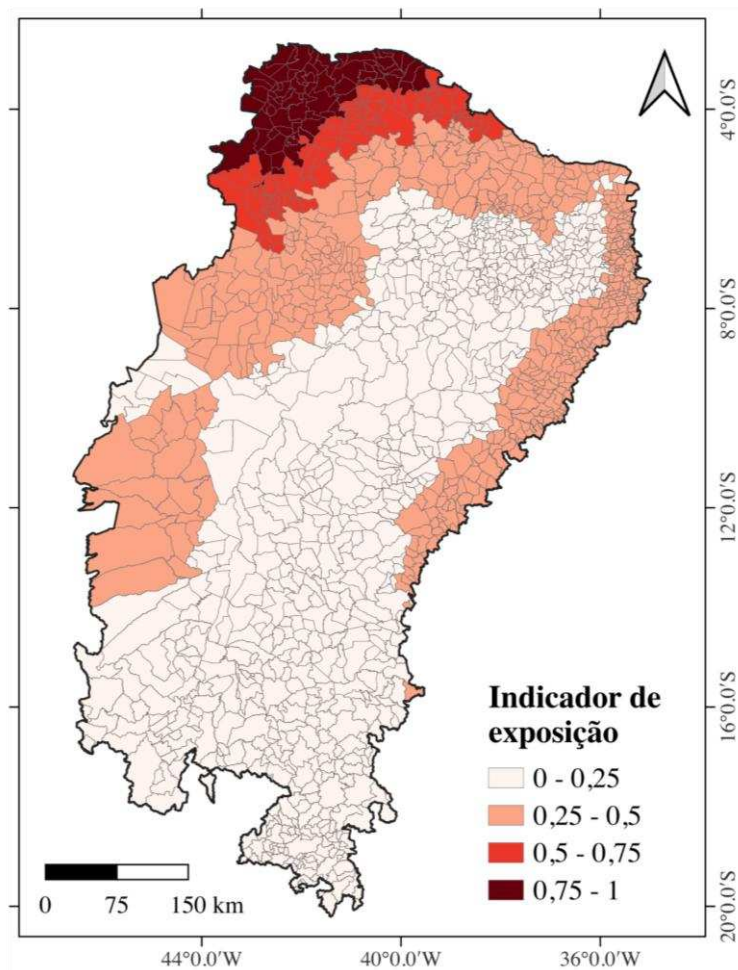 4°0.0'S
8°0.0'S
12°0.0'S
16°0.0'S
20°0.0'S
Indicador de
exposição
0 - 0,25
0,25 - 0,5
0,5 - 0,75
0,75 - 1
0 75 150 km
44°0.0'W 40°0.0'W 36°0.0'W